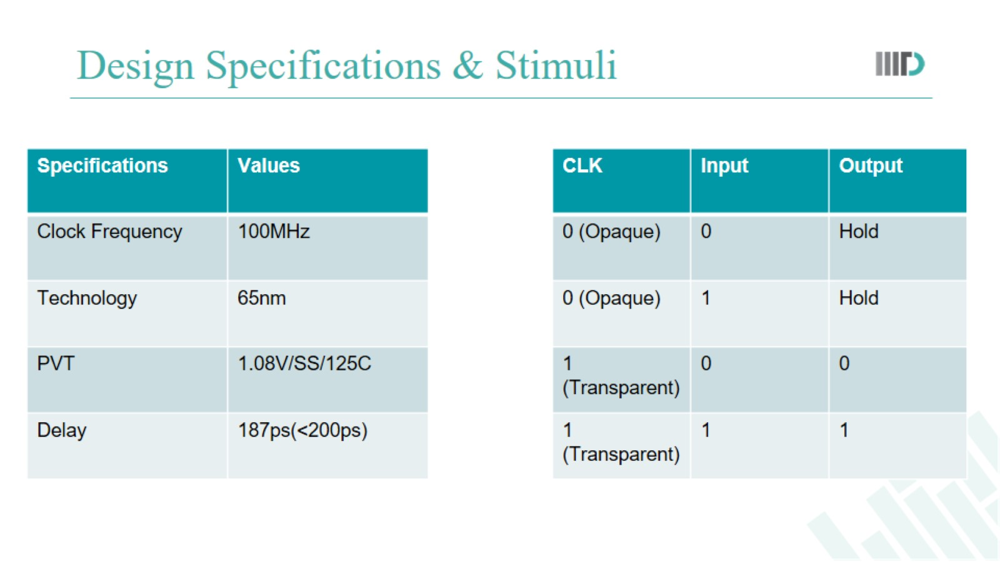 Design Specifications & Stimuli
IIITD
Specifications Values
Clock Frequency 100MHz
Technology 65nm
PVT 1.08V/SS/125C
Delay 187ps(<200ps)
CLK Input Output
0 (Opaque) 0 Hold
0 (Opaque) 1 Hold
1 0 0
(Transparent)
1 1 1
(Transparent)